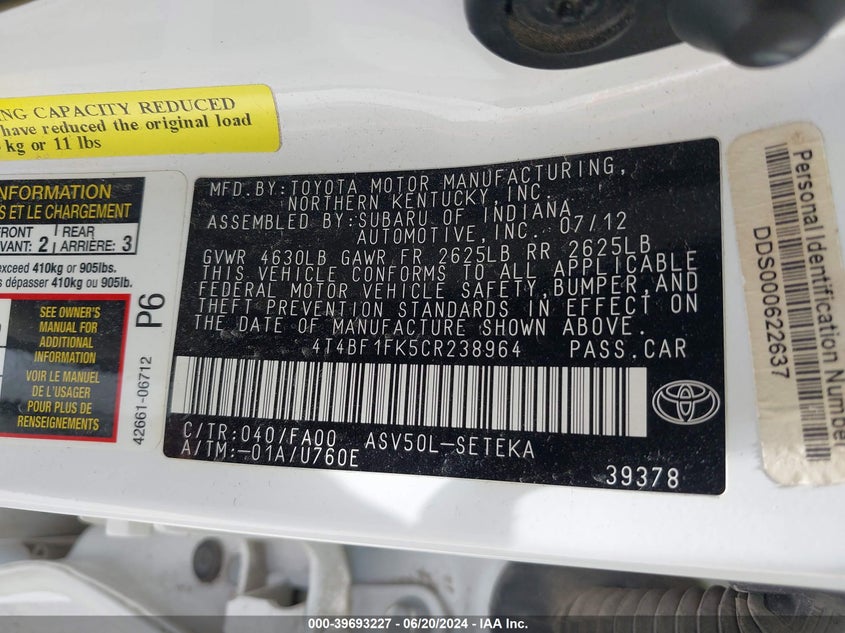 NG CAPACITY REDUCED
have reduced the original load
kg or 11 lbs
INFORMATION
S ET LE CHARGEMENT
FRONT
VANT: 2
REAR
ARRIÈRE: 3
exceed 410kg or 905lbs.
s dépasser 410kg ou 905lb.
SEE OWNER'S
MANUAL FOR
ADDITIONAL
INFORMATION
VOIR LE MANUEL
DE L'USAGER
POUR PLUS DE
RENSEIGNEMENTS
P6
42661-06712
MFD.BY:TOYOTA MOTOR MANUFACTURING,
NORTHERN KENTUCKY,INC.
ASSEMBLED BY:SUBARU OF INDIANA
AUTOMOTIVE,INC. 07/12
GVWR 4630LB GAWR FR 2625LB RR 2625LB
THIS VEHICLE CONFORMS TO ALL APPLICABLE
FEDERAL MOTOR VEHICLE SAFETY,BUMPER,AND
THEFT PREVENTION STANDARDS IN EFFECT ON
THE DATE OF MANUFACTURE SHOWN ABOVE.
4T4BF1FK5CR238964 PASS.CAR
C/TR:040/FA00 ASV50L-SETEKA
A/TM:-01A/U760E
39378
Personal Identification Number
DDS000622637
000-39693227 - 06/20/2024 - IAA Inc.